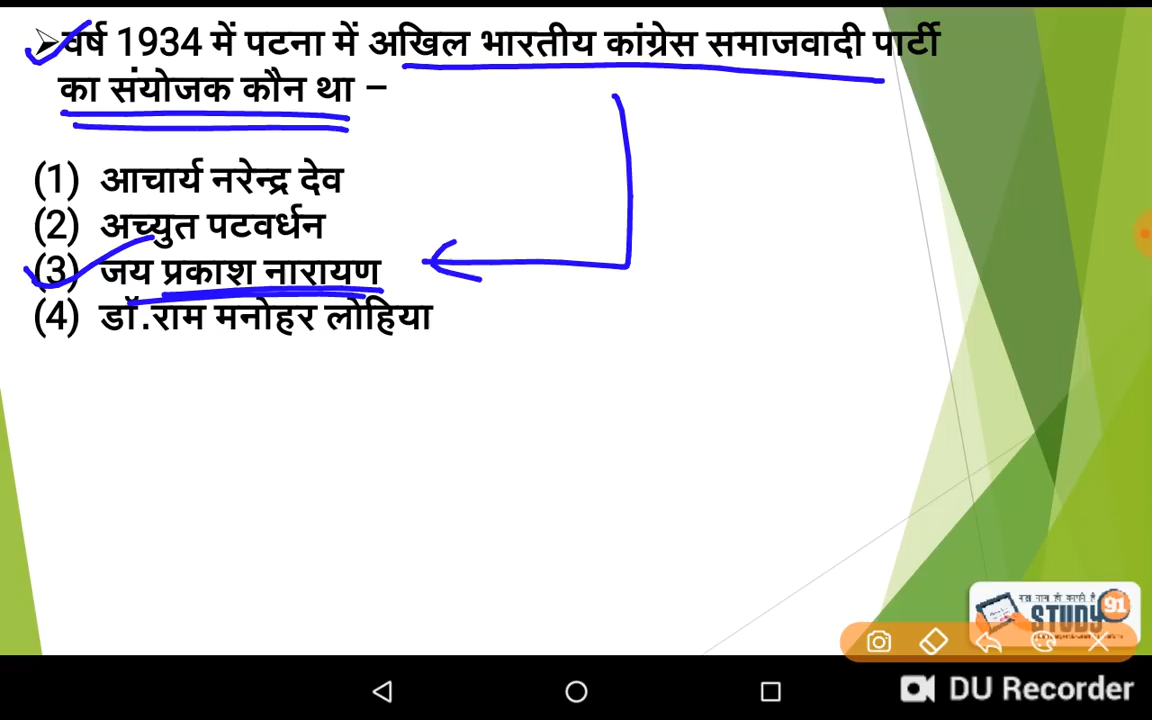 वर्ष 1934 में पटना में अखिल भारतीय कांग्रेस समाजवादी पार्टी
का संयोजक कौन था –
(1) आचार्य नरेन्द्र देव
(2) अच्युत पटवर्धन
(3) जय प्रकाश नारायण
(4) डॉ.राम मनोहर लोहिया
STUDY 91
DU Recorder